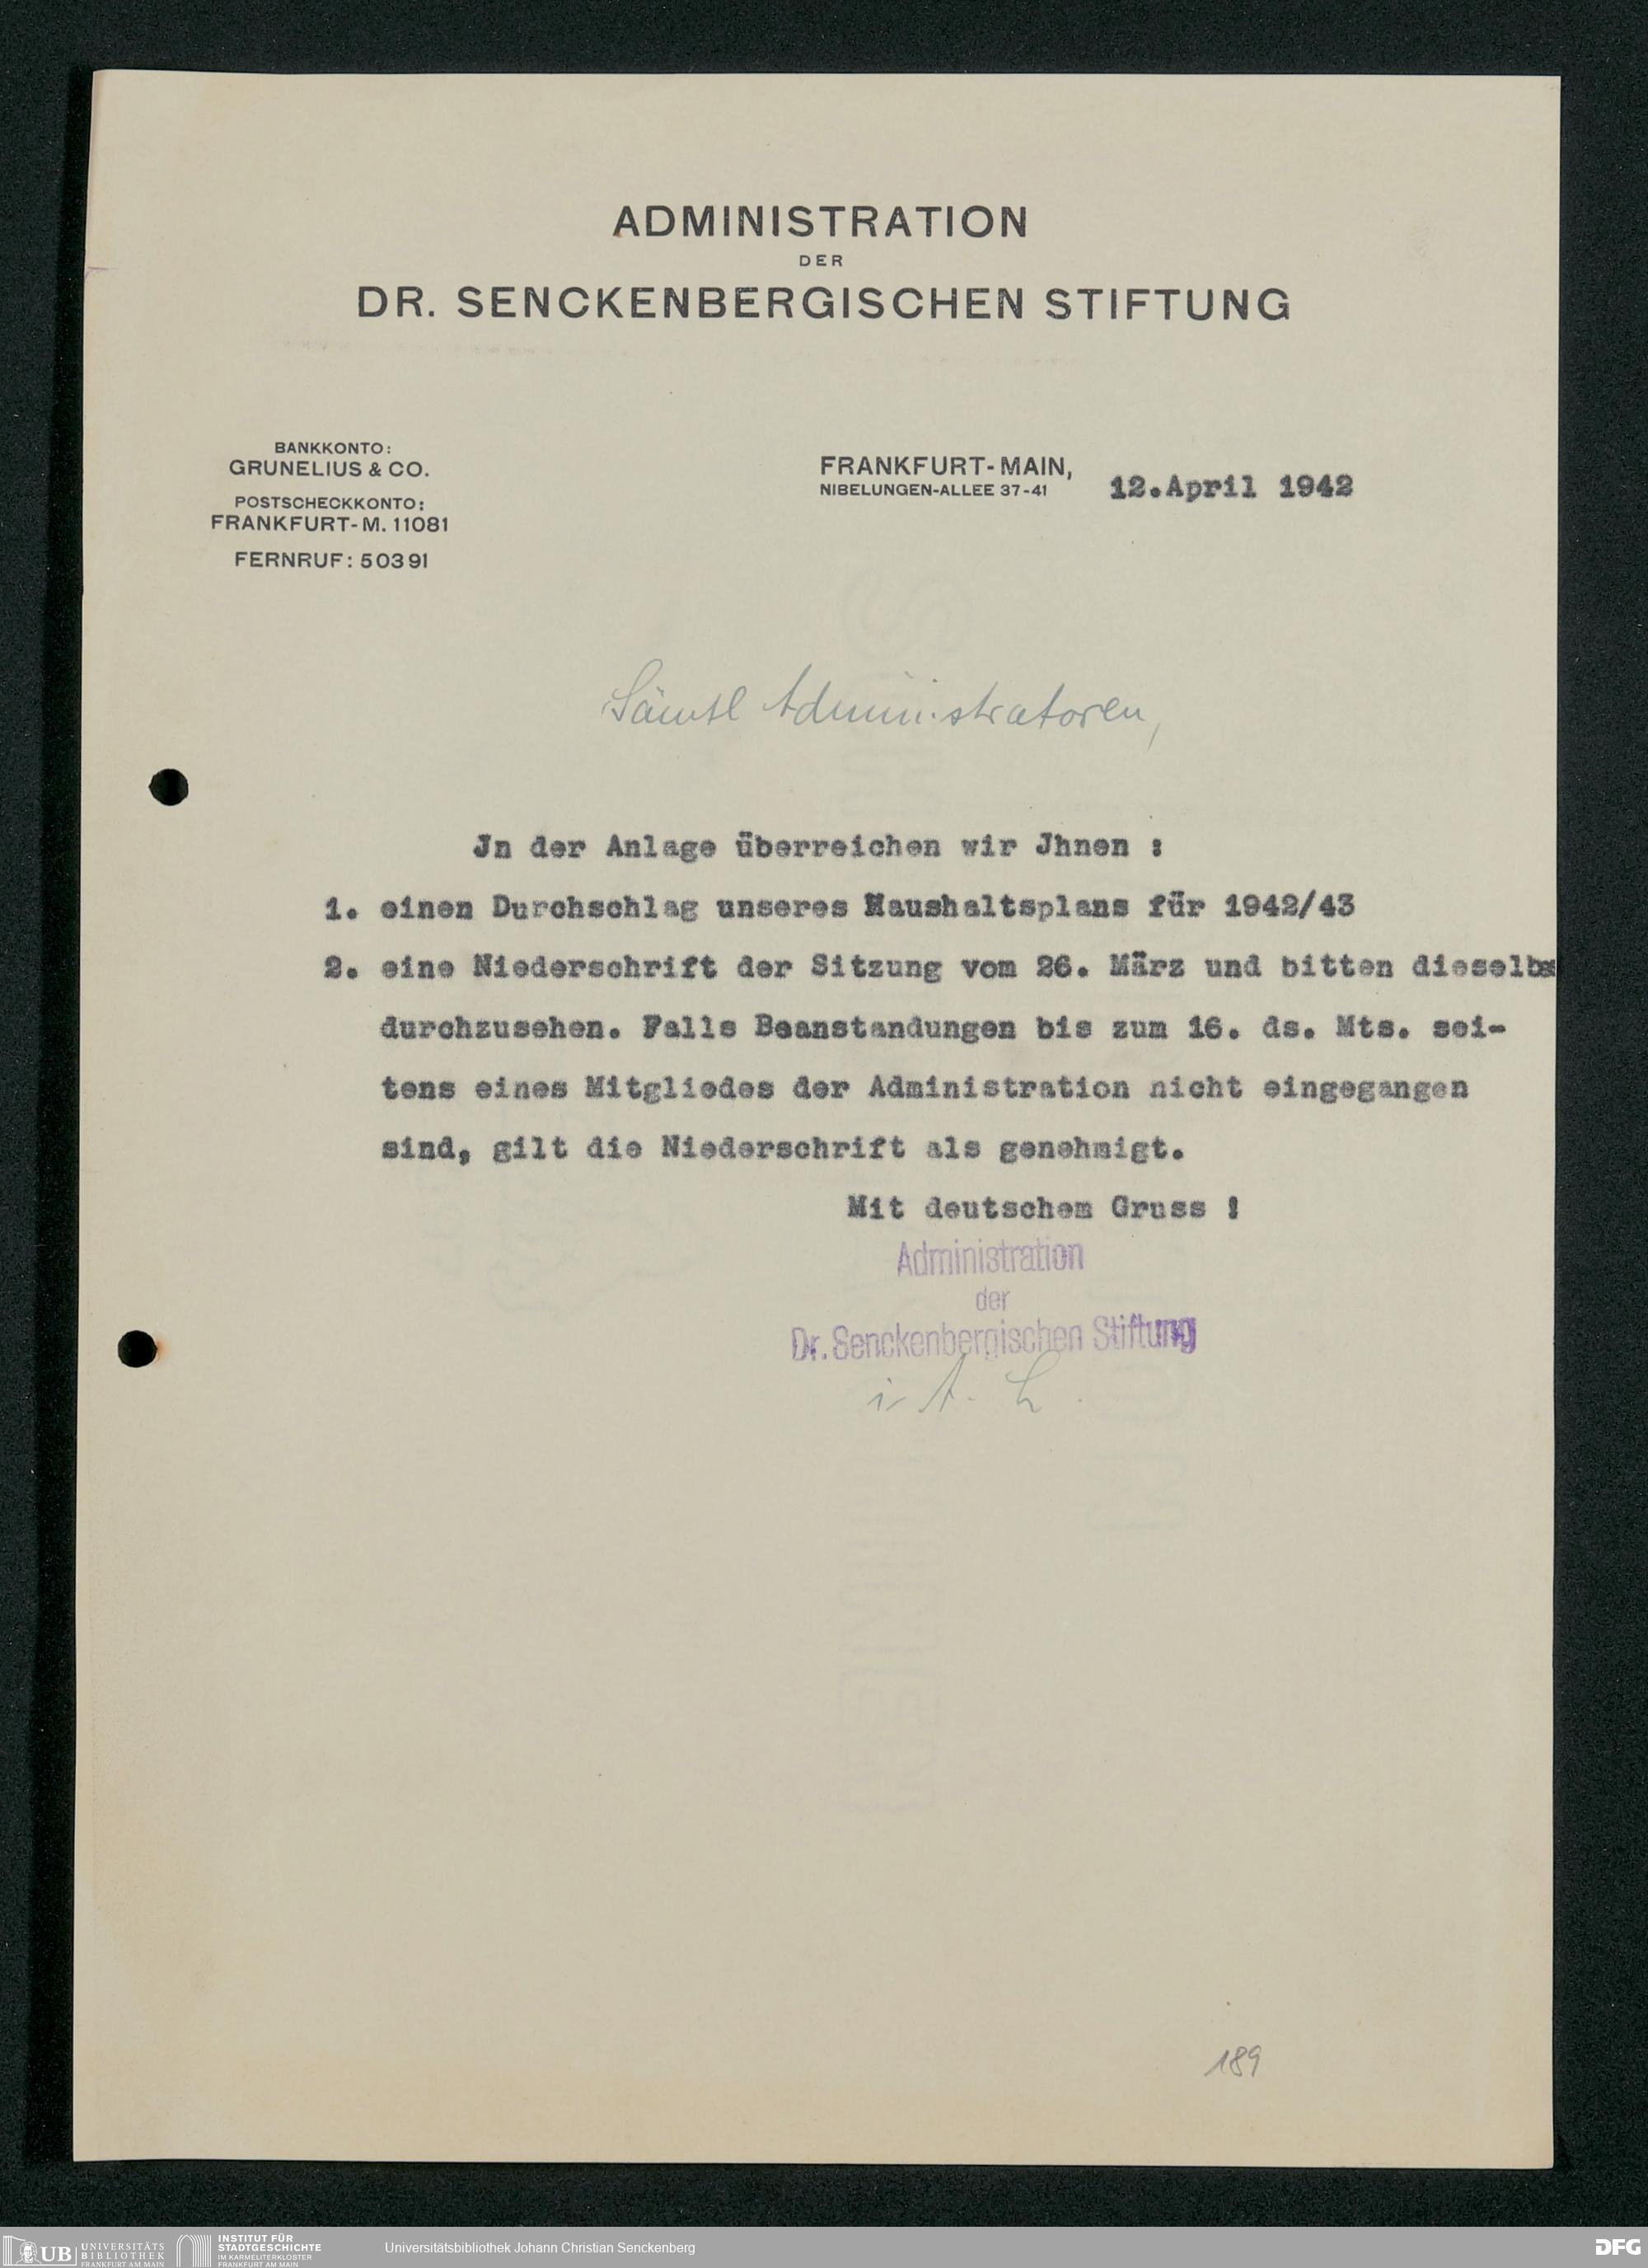 ADMINISTRATION
DER
DR. SENCKENBERGISCHEN STIFTUNG
BANKKONTO:
GRUNELIUS & CO.
POSTSCHECKKONTO:
FRANKFURT-M. 11081
FERNRUF: 50391
FRANKFURT-MAIN,
NIBELUNGEN-ALLEE 37-41
12.April 1942
Sämtl Administratoren,
Jn der Anlage überreichen wir Jhnen :
1. einen Durchschlag unseres Haushaltsplans für 1942/43
2. eine Niederschrift der Sitzung vom 26. März und bitten dieselbe
durchzusehen. Falls Beanstandungen bis zum 16. ds. Mts. sei-
tens eines Mitgliedes der Administration nicht eingegangen
sind, gilt die Niederschrift als genehmigt.
Mit deutschem Gruss !
Administration
der
Dr. Senckenbergischen Stiftung
i A.
189
UB UNIVERSITÄTS
BIBLIOTHEK
FRANKFURT AM MAIN
INSTITUT FÜR
STADTGESCHICHTE
IM KARMELITERKLOSTER
FRANKFURT AM MAIN
Universitätsbibliothek Johann Christian Senckenberg
DFG